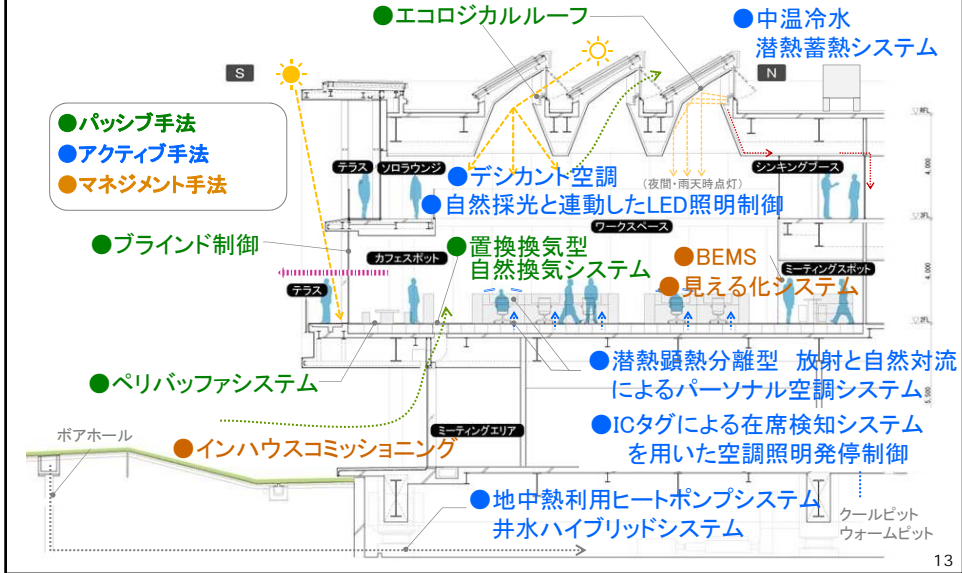 ●エコロジカルルーフ
●中温冷水
潜熱蓄熱システム
S
N
●パッシブ手法
●アクティブ手法
●マネジメント手法
RFL
テラス
ソロラウンジ
シンキングブース
4,000
●デシカント空調
(夜間・雨天時点灯)
●自然採光と連動したLED照明制御
3FL
ワークスペース
●ブラインド制御
●置換換気型
自然換気システム
カフェスポット
●BEMS
●見える化システム
ミーティングスポット
4,000
テラス
2FL
●潜熱顕熱分離型 放射と自然対流
によるパーソナル空調システム
●ペリバッファシステム
5,500
●ICタグによる在席検知システム
を用いた空調照明発停制御
ミーティングエリア
ボアホール
●インハウスコミッショニング
●地中熱利用ヒートポンプシステム
井水ハイブリッドシステム
クールピット
ウォームピット
13